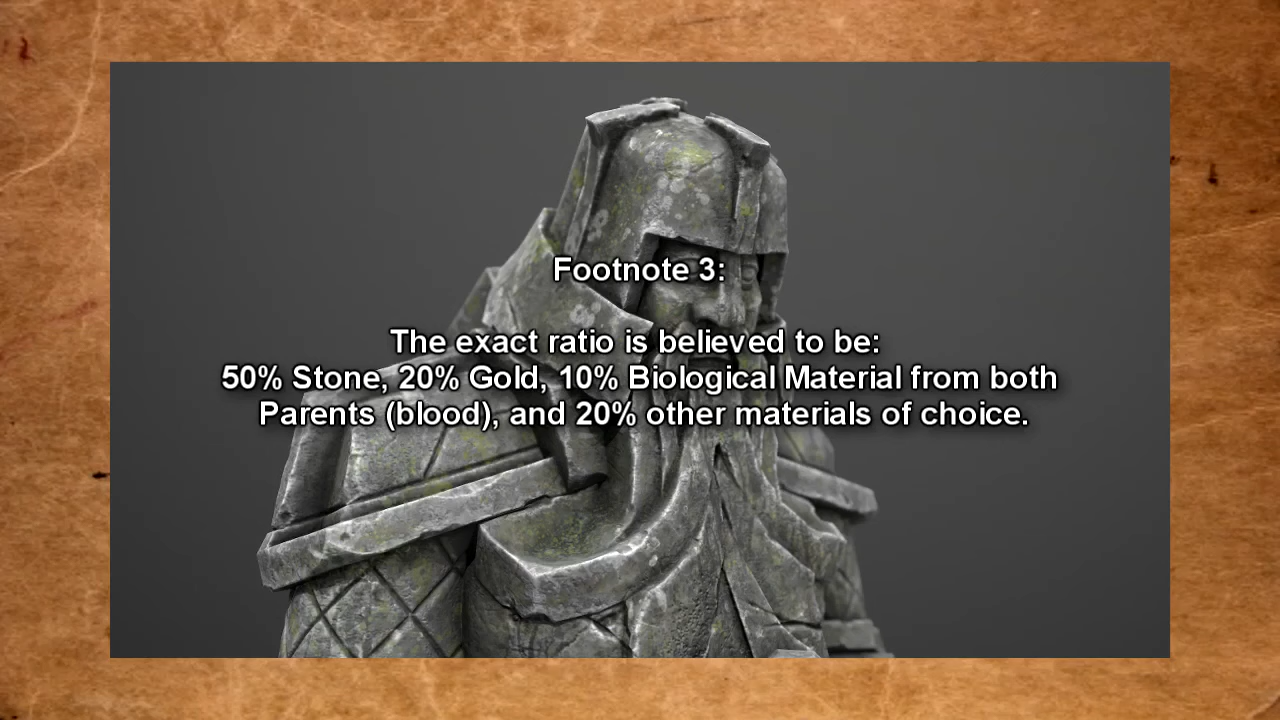 Footnote 3:
The exact ratio is believed to be:
50% Stone, 20% Gold, 10% Biological Material from both
Parents (blood), and 20% other materials of choice.